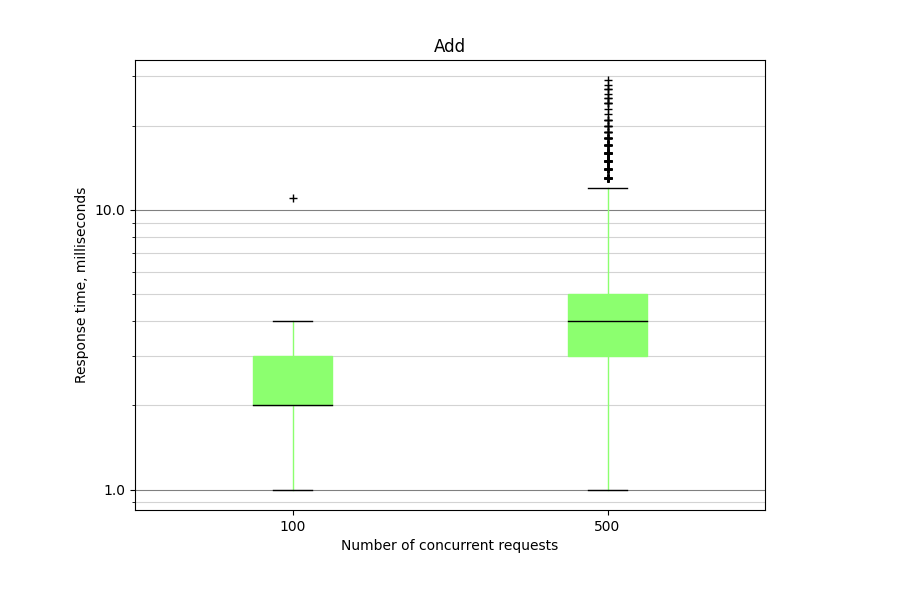 Add
Response time, milliseconds
10.0
1.0
100
500
Number of concurrent requests